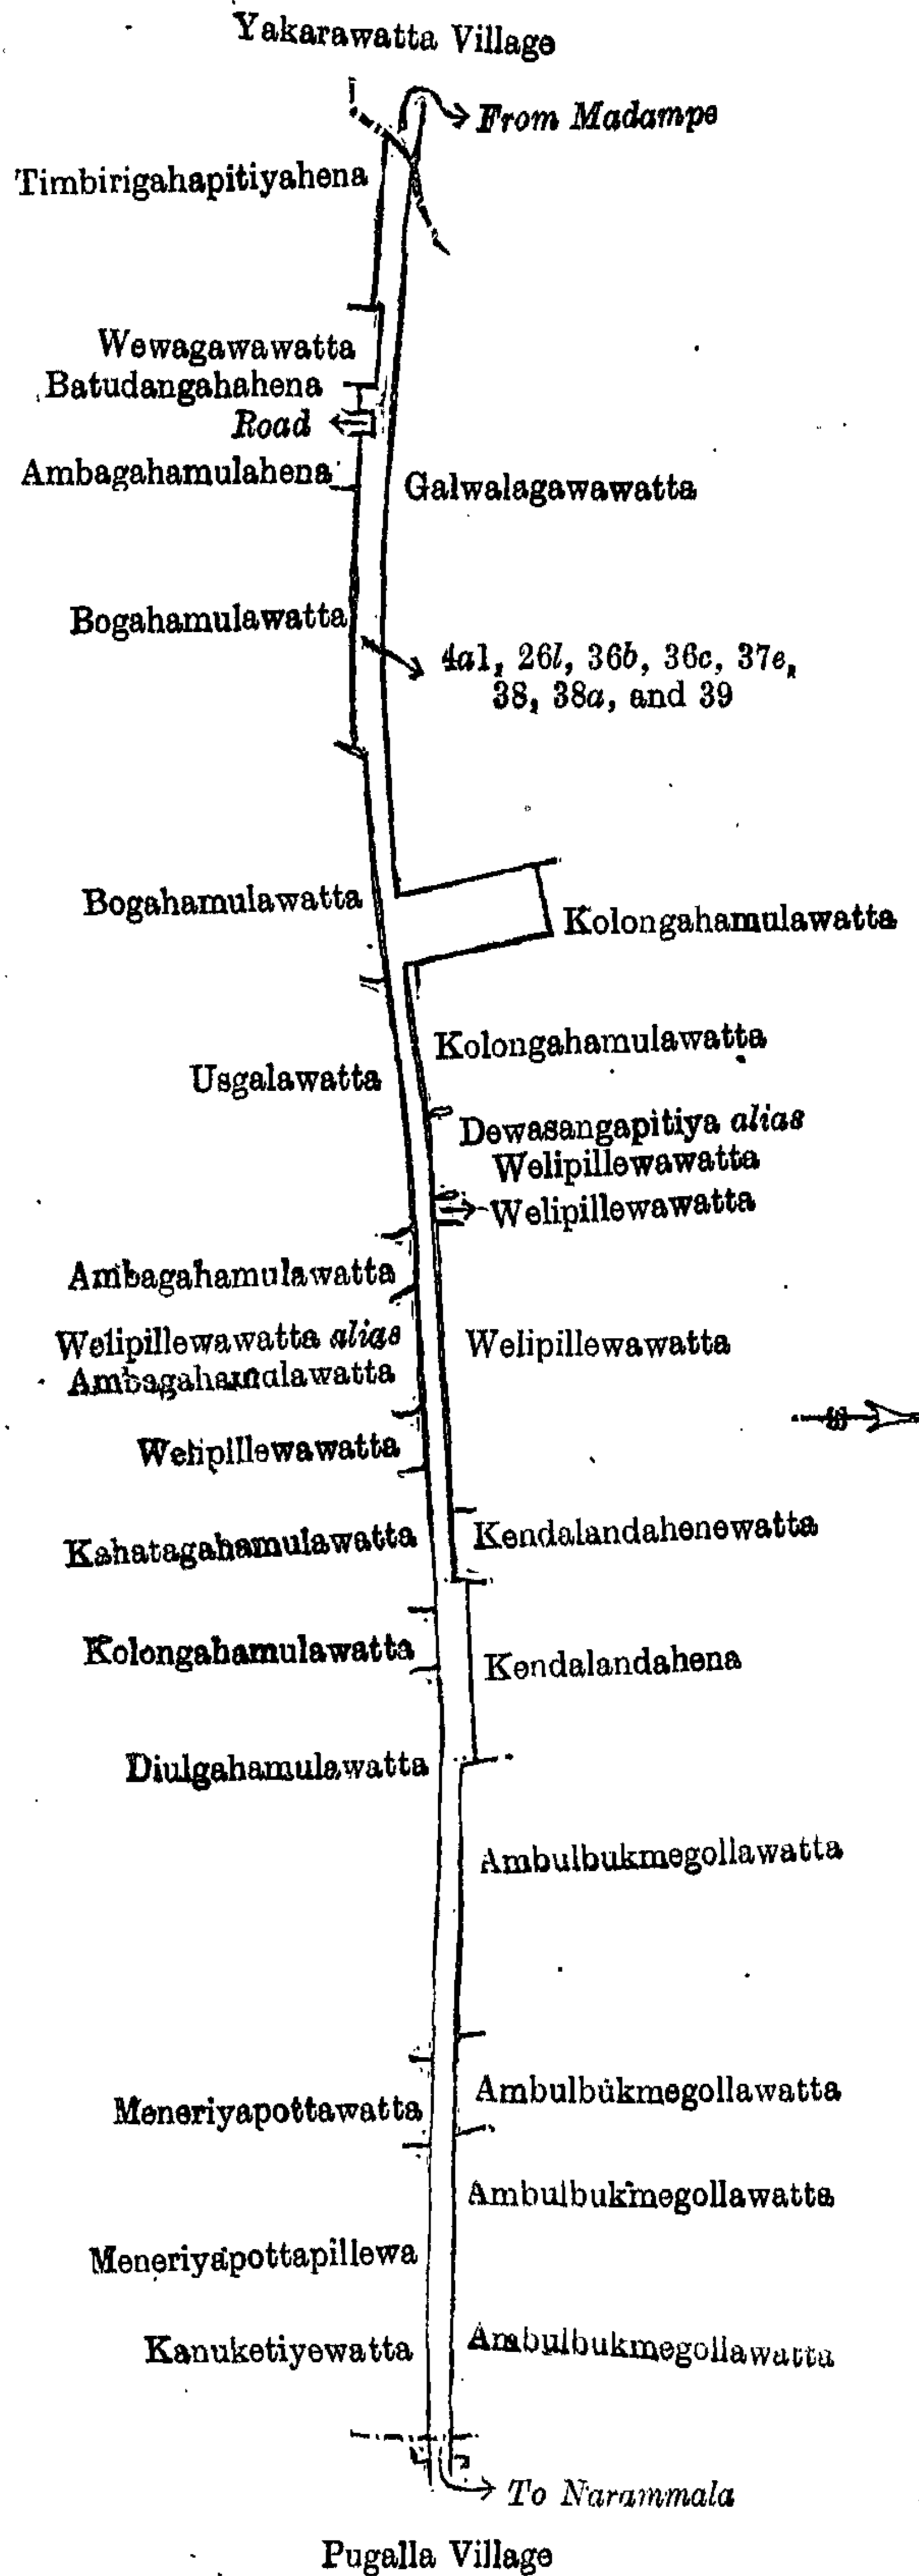 Yakarawatta Village
From Madampe
Timbirigahapitiyahena
Wewagawawatta
Batudangahahena
Road
Ambagahamulahena
Galwalagawawatta
Bogahamulawatta
4a1, 26l, 36b, 36c, 37e,
38, 38a, and 39
Bogahamulawatta
Kolongahamulawatta
Kolongahamulawatta
Usgalawatta
Dewasangapitiya alias
Welipillewawatta
Welipillewawatta
Ambagahamulawatta
Welipillewawatta alias
Ambagahamulawatta
Welipillewawatta
Welipillewawatta
Kahatagahamulawatta
Kendalandahenewatta
Kolongahamulawatta
Kendalandahena
Diulgahamulawatta
Ambulbukmegollawatta
Meneriyapottawatta
Ambulbukmegollawatta
Ambulbukmegollawatta
Meneriyapottapillewa
Kanuketiyewatta
Ambulbukmegollawatta
To Narammala
Pugalla Village